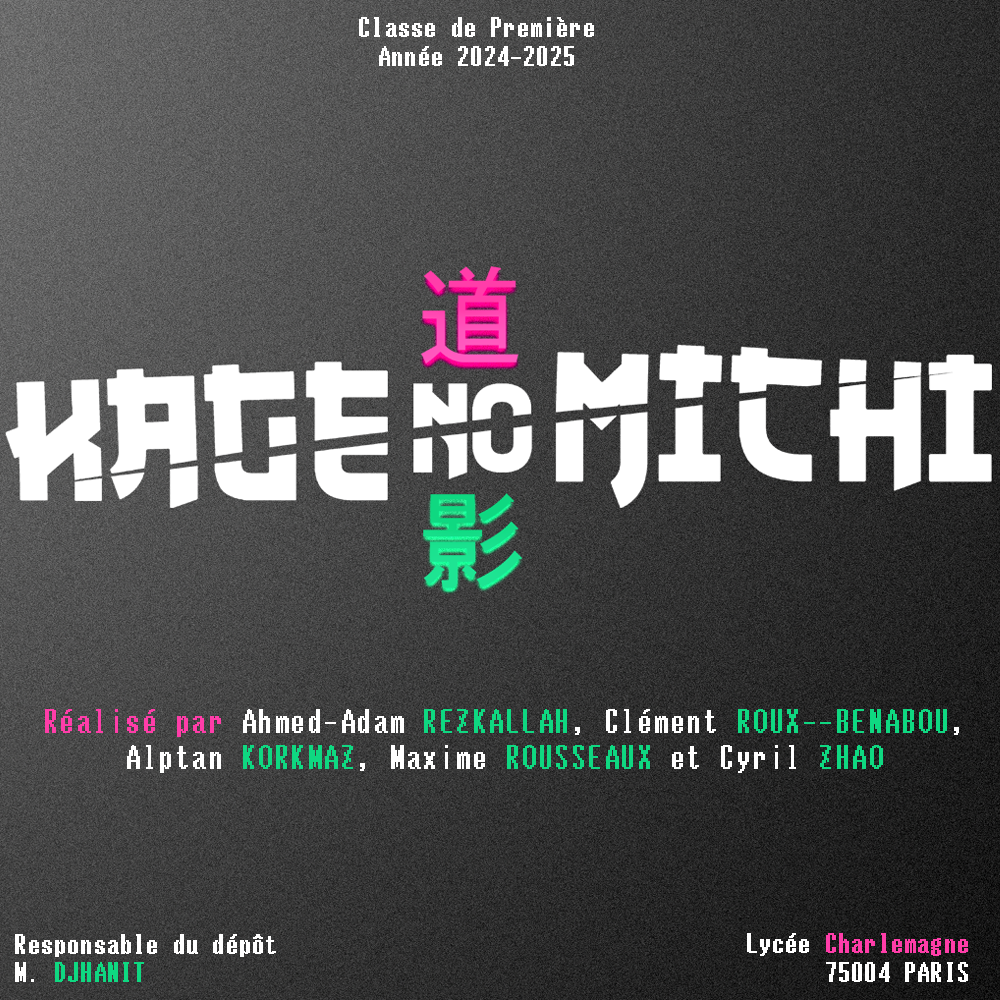 Classe de Première
Année 2024-2025
道
KAGE NO MICHI
影
Réalisé par Ahmed-Adam REZKALLAH, Clément ROUX--BENABOU,
Alptan KORKMAZ, Maxime ROUSSEAUX et Cyril ZHAO
Responsable du dépôt
M. DJHANIT
Lycée Charlemagne
75004 PARIS